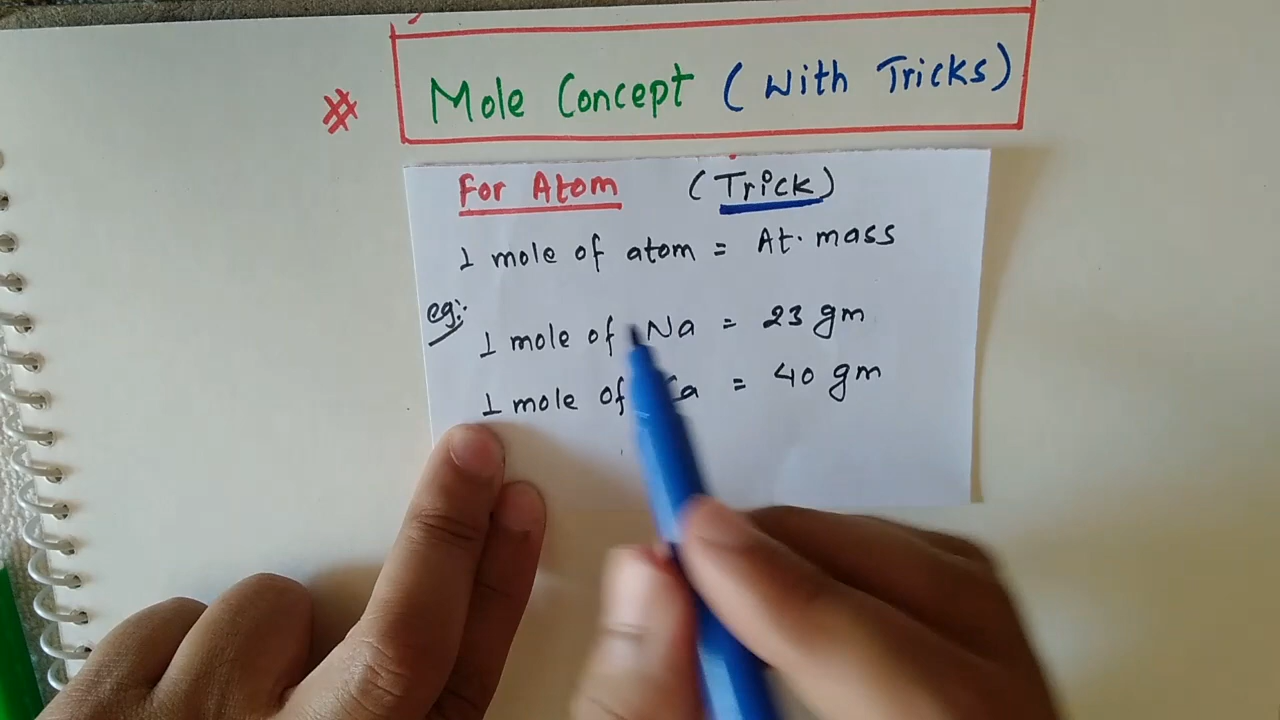 # Mole Concept (With Tricks)
For Atom (Trick)
1 mole of atom = At. mass
eg:
1 mole of Na = 23 gm
1 mole of = 40 gm